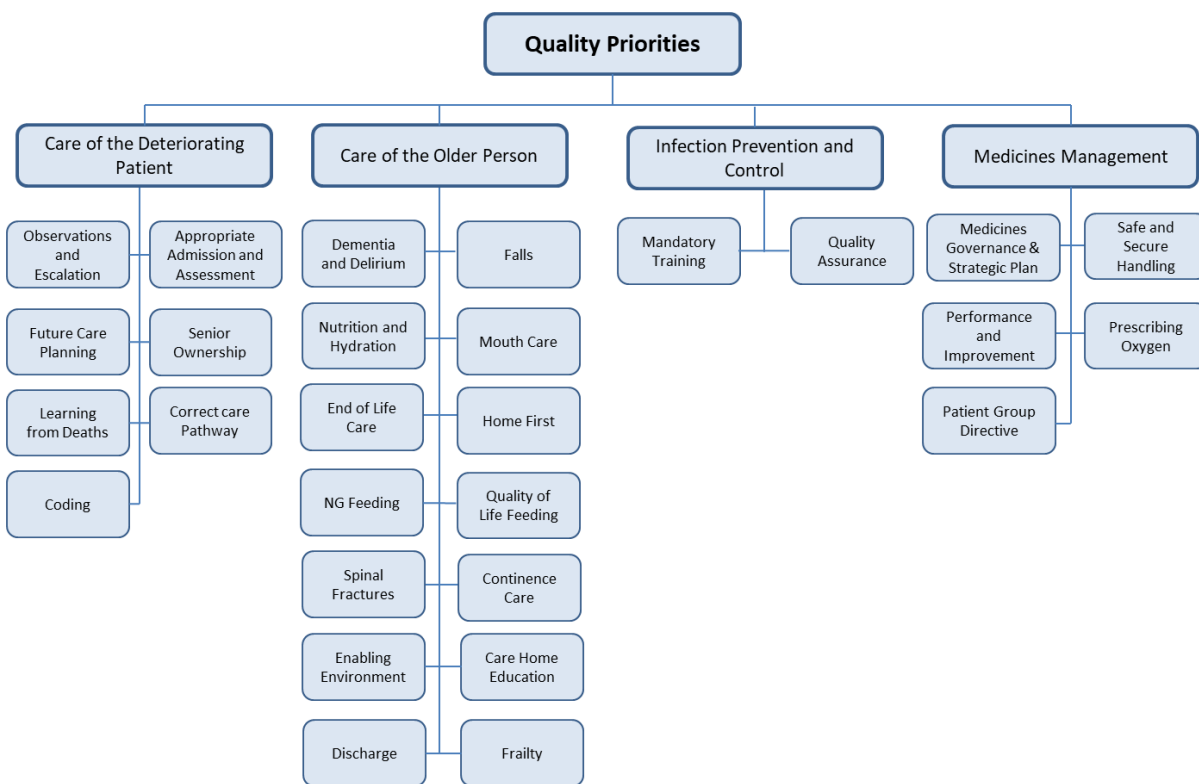 Quality Priorities
Care of the Deteriorating
Patient
Observations
and
Escalation
Appropriate
Admission and
Assessment
Future Care
Planning
Senior
Ownership
Learning
from Deaths
Correct care
Pathway
Coding
Care of the Older Person
Dementia
and Delirium
Falls
Nutrition and
Hydration
Mouth Care
End of Life
Care
Home First
NG Feeding
Quality of
Life Feeding
Spinal
Fractures
Continence
Care
Enabling
Environment
Care Home
Education
Discharge
Frailty
Infection Prevention and
Control
Mandatory
Training
Quality
Assurance
Medicines Management
Medicines
Governance &
Strategic Plan
Safe and
Secure
Handling
Performance
and
Improvement
Prescribing
Oxygen
Patient Group
Directive